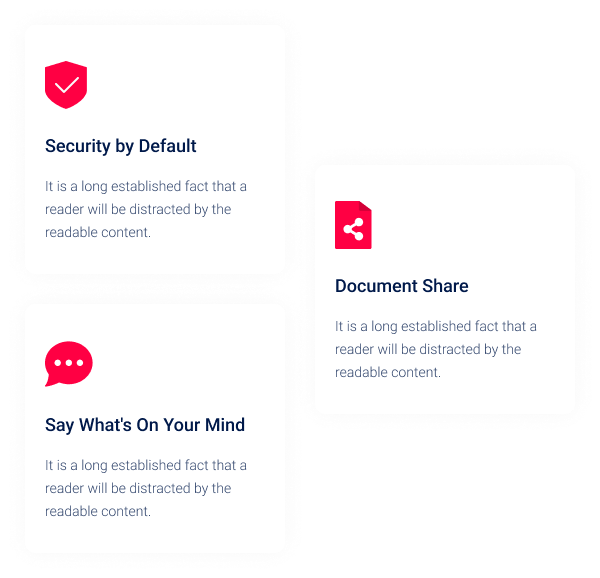 Security by Default
It is a long established fact that a
reader will be distracted by the
readable content.
Say What's On Your Mind
It is a long established fact that a
reader will be distracted by the
readable content.
Document Share
It is a long established fact that a
reader will be distracted by the
readable content.